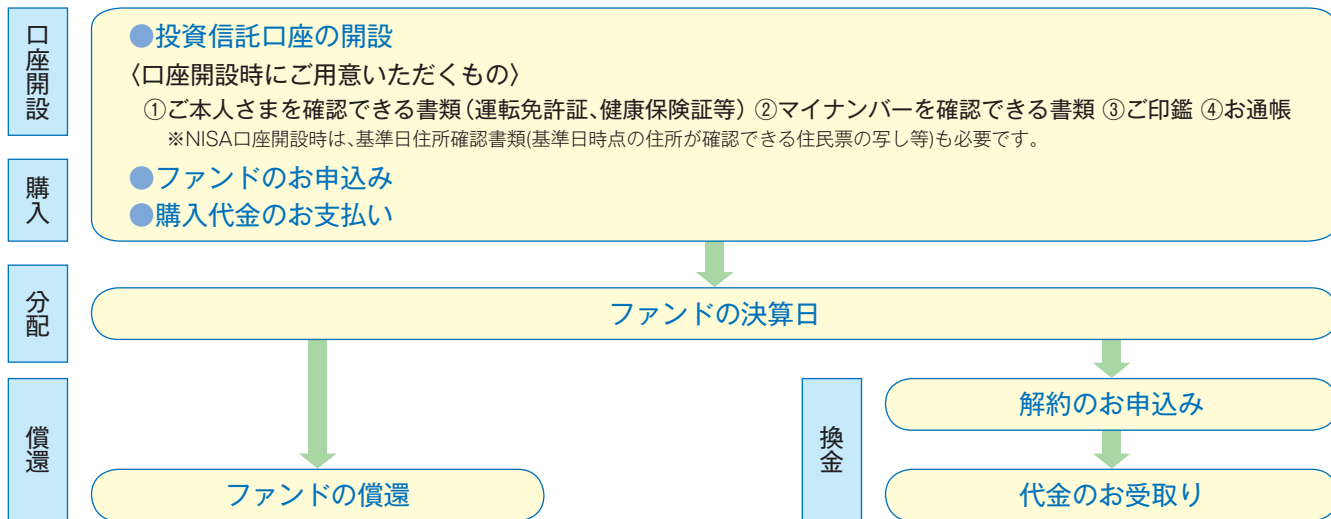 口座開設
●投資信託口座の開設
〈口座開設時にご用意いただくもの〉
①ご本人さまを確認できる書類(運転免許証、健康保険証等) ②マイナンバーを確認できる書類 ③ご印鑑 ④お通帳
※NISA口座開設時は、基準日住所確認書類(基準日時点の住所が確認できる住民票の写し等)も必要です。
購入
●ファンドのお申込み
●購入代金のお支払い
分配
ファンドの決算日
償還
ファンドの償還
換金
解約のお申込み
代金のお受取り